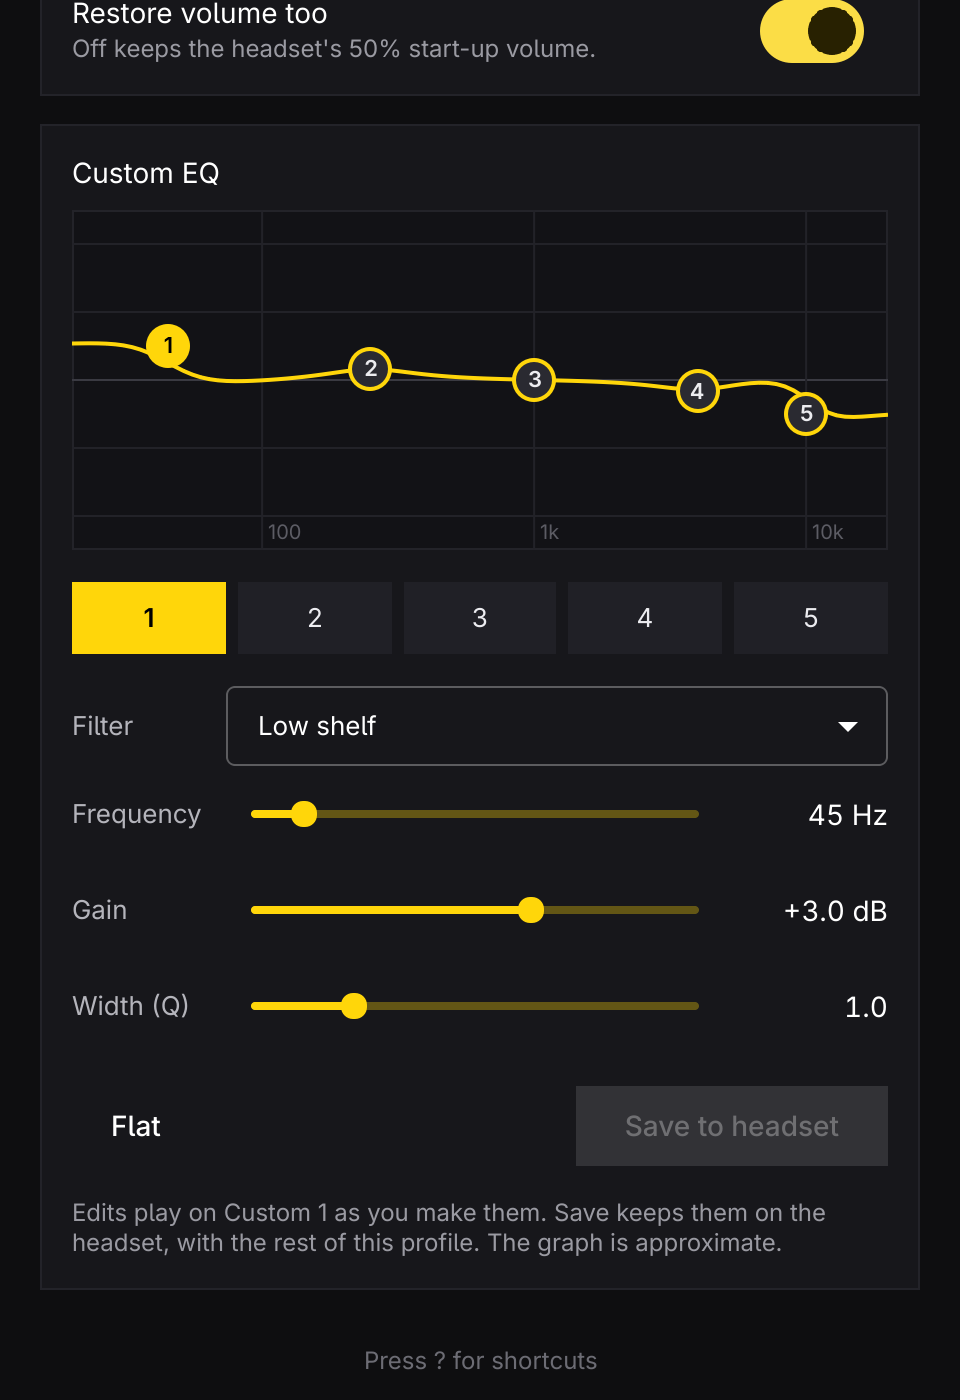 Restore volume too
Off keeps the headset's 50% start-up volume.
Custom EQ
1
2
3
4
5
100
1k
10k
1
2
3
4
5
Filter
Low shelf
Frequency
45 Hz
Gain
+3.0 dB
Width (Q)
1.0
Flat
Save to headset
Edits play on Custom 1 as you make them. Save keeps them on the
headset, with the rest of this profile. The graph is approximate.
Press ? for shortcuts